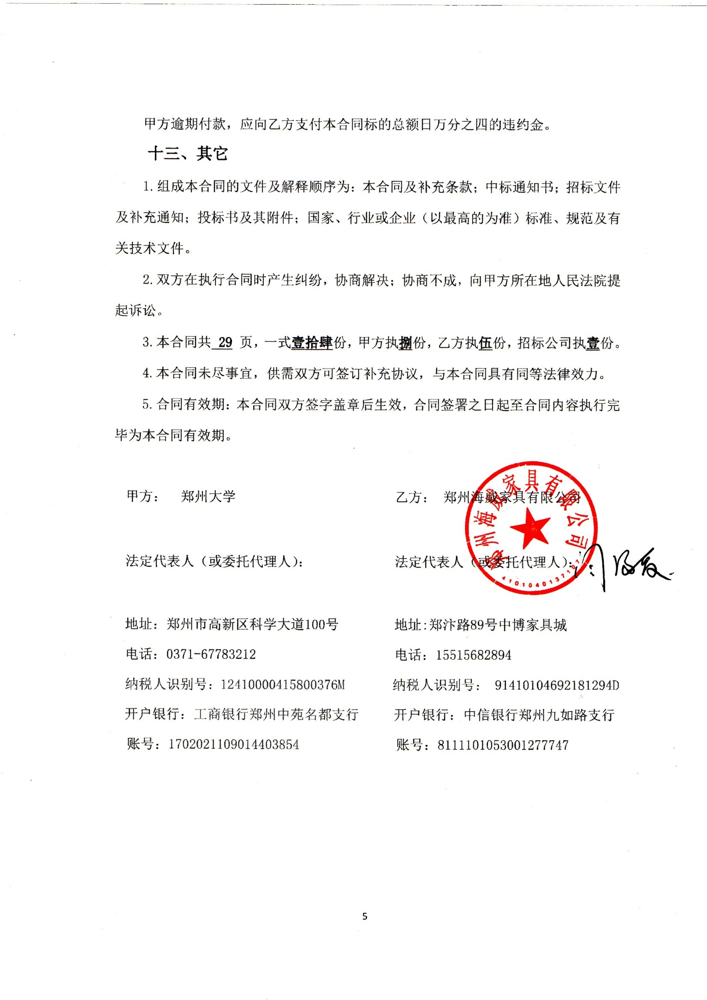 甲方逾期付款，应向乙方支付本合同标的总额日万分之四的违约金。
十三、其它
1.组成本合同的文件及解释顺序为：本合同及补充条款；中标通知书；招标文件
及补充通知；投标书及其附件；国家、行业或企业（以最高的为准）标准、规范及有
关技术文件。
2.双方在执行合同时产生纠纷，协商解决；协商不成，向甲方所在地人民法院提
起诉讼。
3.本合同共 29 页，一式壹拾肆份，甲方执捌份，乙方执伍份，招标公司执壹份。
4.本合同未尽事宜，供需双方可签订补充协议，与本合同具有同等法律效力。
5.合同有效期：本合同双方签字盖章后生效，合同签署之日起至合同内容执行完
毕为本合同有效期。
甲方： 郑州大学
乙方： 郑州海威家具有限公司
郑州海威家具有限公司
4101040137107
法定代表人（或委托代理人）：
法定代表人（或委托代理人）：
地址：郑州市高新区科学大道100号
地址:郑汴路89号中博家具城
电话：0371-67783212
电话：15515682894
纳税人识别号：12410000415800376M
纳税人识别号： 91410104692181294D
开户银行：工商银行郑州中苑名都支行
开户银行：中信银行郑州九如路支行
账号：1702021109014403854
账号：8111101053001277747
5